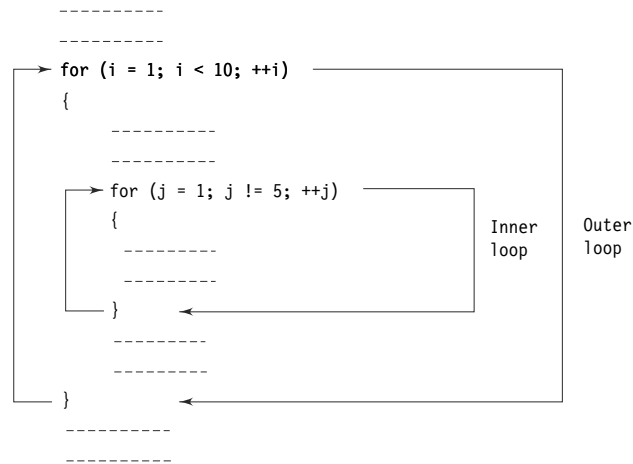 for (i = 1; i < 10; ++i)
{
for (j = 1; j != 5; ++j)
{
Inner
loop
Outer
loop
}
}